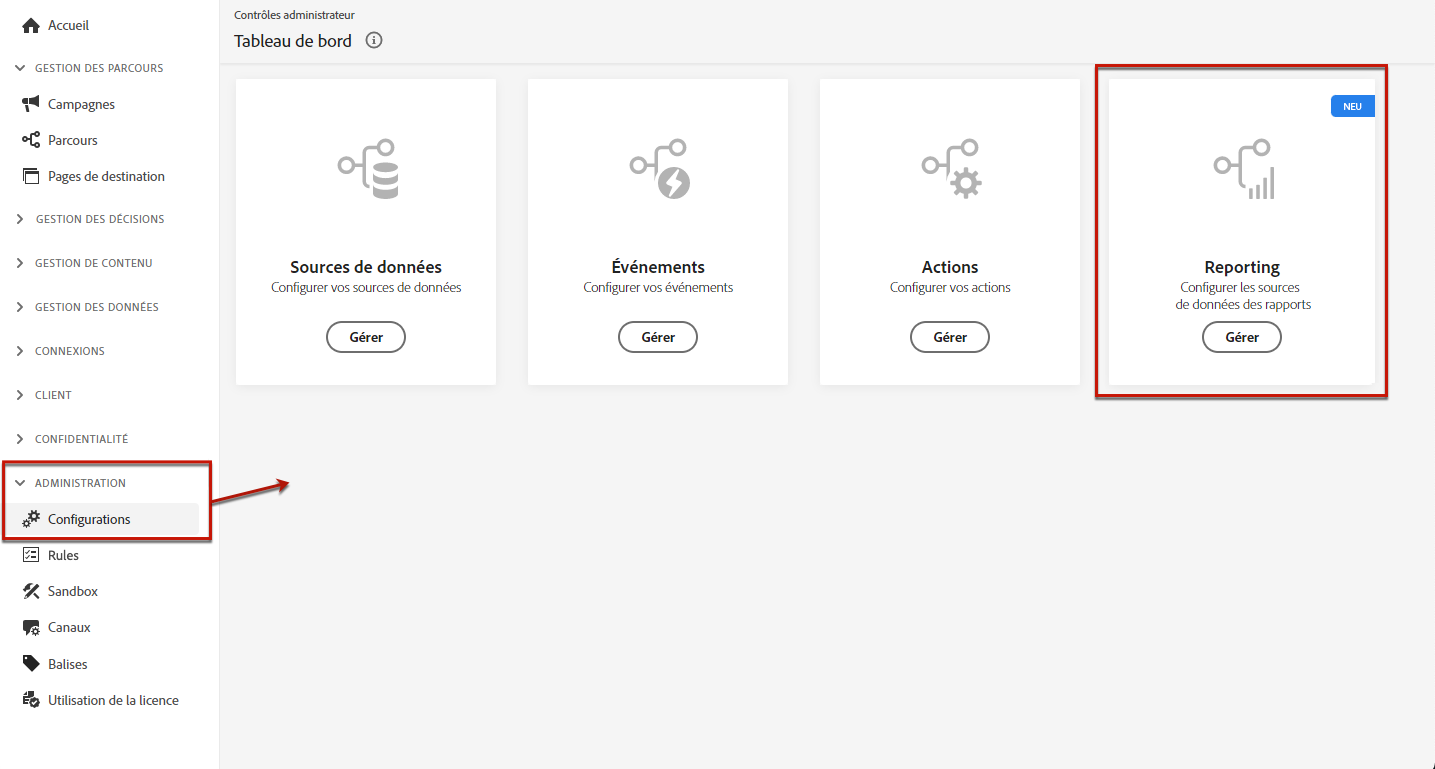 Accueil
GESTION DES PARCOURS
Campagnes
Parcours
Pages de destination
GESTION DES DÉCISIONS
GESTION DE CONTENU
GESTION DES DONNÉES
CONNEXIONS
CLIENT
CONFIDENTIALITÉ
ADMINISTRATION
Configurations
Rules
Sandbox
Canaux
Balises
Utilisation de la licence
Contrôles administrateur
Tableau de bord
Sources de données
Configurer vos sources de données
Gérer
Événements
Configurer vos événements
Gérer
Actions
Configurer vos actions
Gérer
NEU
Reporting
Configurer les sources
de données des rapports
Gérer